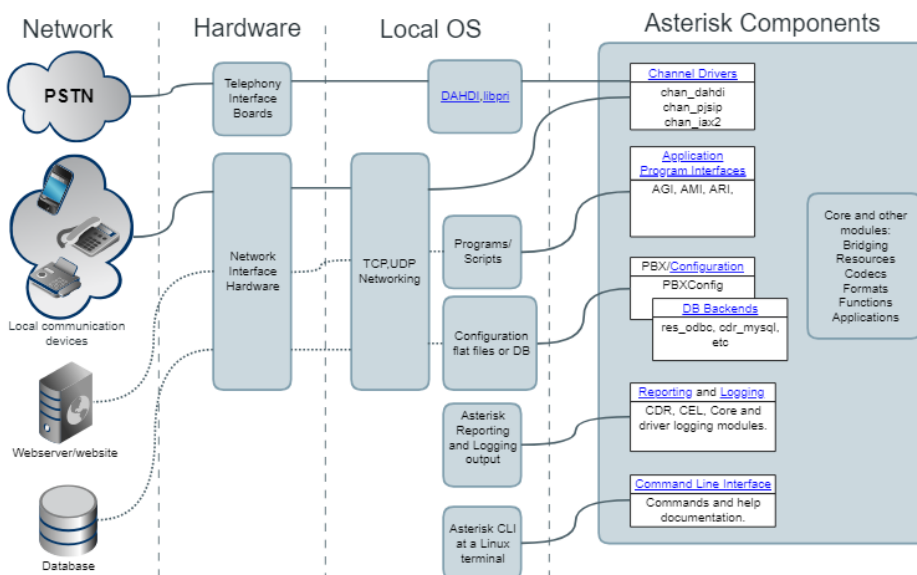 Network
Hardware
Local OS
Asterisk Components
PSTN
Telephony
Interface
Boards
DAHDI,libpri
Channel Drivers
chan_dahdi
chan_pjsip
chan_iax2
Application
Program Interfaces
AGI, AMI, ARI,
Local communication
devices
Network
Interface
Hardware
TCP,UDP
Networking
Programs/
Scripts
PBX/Configuration
PBXConfig
DB Backends
res_odbc, cdr_mysql,
etc
Core and other
modules:
Bridging
Resources
Codecs
Formats
Functions
Applications
Configuration
flat files or DB
Webserver/website
Asterisk
Reporting
and Logging
output
Reporting and Logging
CDR, CEL, Core and
driver logging modules.
Database
Asterisk CLI
at a Linux
terminal
Command Line Interface
Commands and help
documentation.